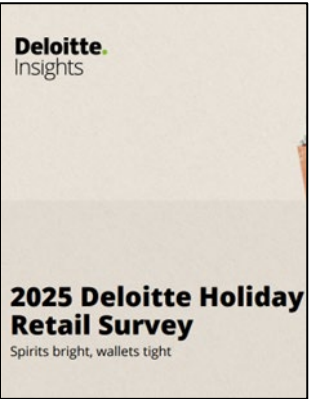 Deloitte.
Insights
2025 Deloitte Holiday
Retail Survey
Spirits bright, wallets tight